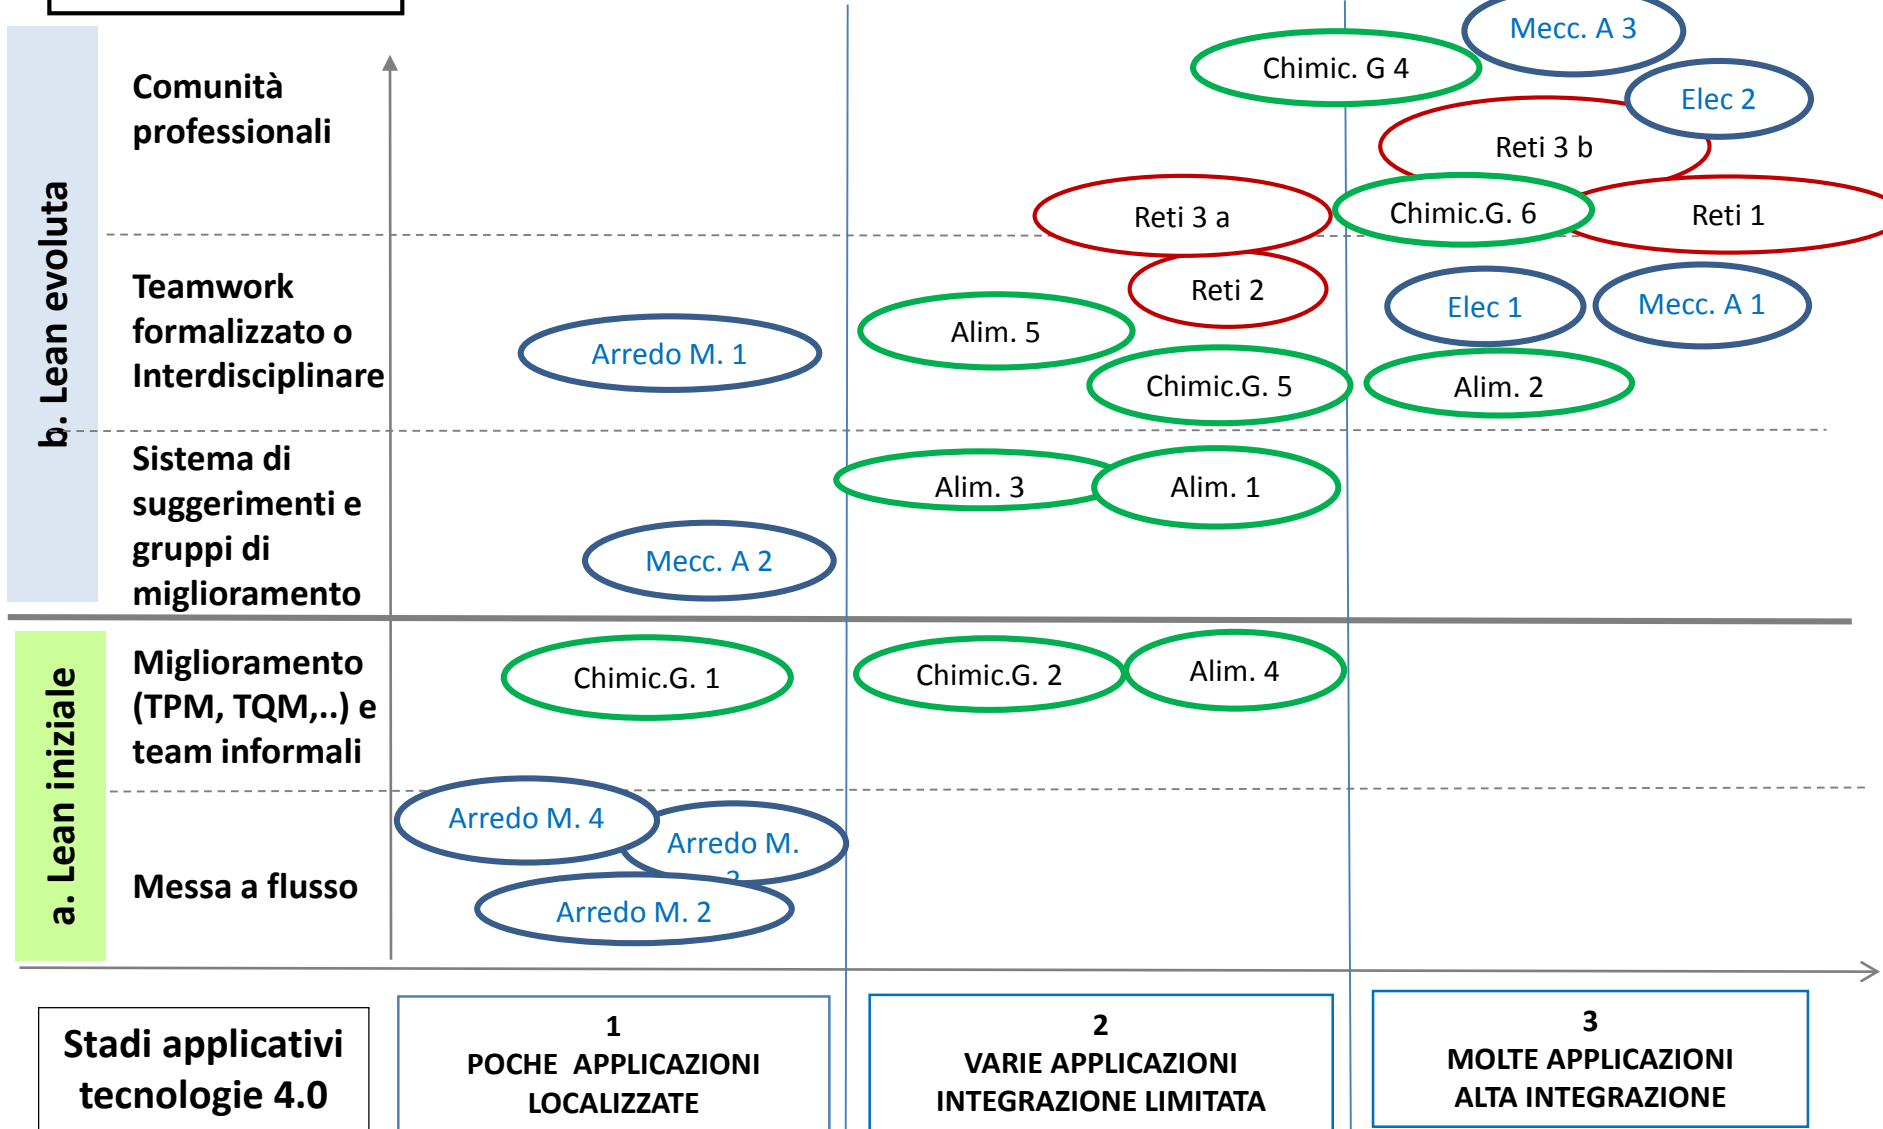 Mecc. A 3
Chimic. G 4
Comunità
professionali
Elec 2
Reti 3 b
Reti 3 a
Chimic.G. 6
Reti 1
b. Lean evoluta
Teamwork
formalizzato o
Interdisciplinare
Reti 2
Elec 1
Mecc. A 1
Alim. 5
Arredo M. 1
Chimic.G. 5
Alim. 2
Sistema di
suggerimenti e
gruppi di
miglioramento
Alim. 3
Alim. 1
Mecc. A 2
a. Lean iniziale
Miglioramento
(TPM, TQM,..) e
team informali
Chimic.G. 1
Chimic.G. 2
Alim. 4
Arredo M. 4
Arredo M.
Messa a flusso
Arredo M. 2
Stadi applicativi
tecnologie 4.0
1
POCHE APPLICAZIONI
LOCALIZZATE
2
VARIE APPLICAZIONI
INTEGRAZIONE LIMITATA
3
MOLTE APPLICAZIONI
ALTA INTEGRAZIONE